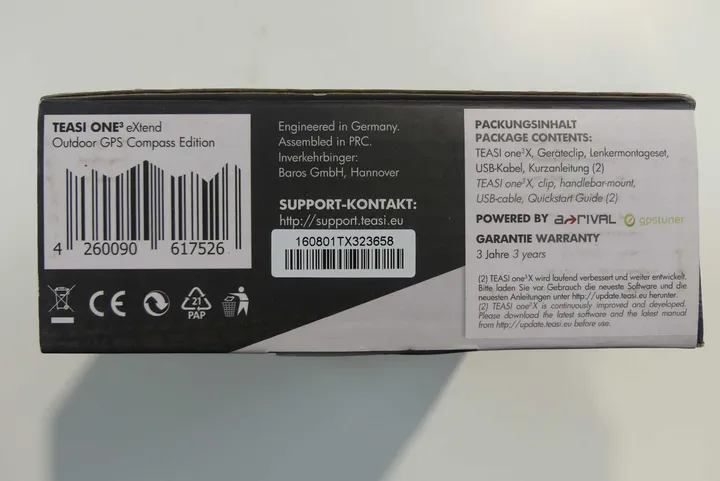 TEASI ONE³ eXtend
Outdoor GPS Compass Edition
4 260090 617526
21
PAP
Engineered in Germany.
Assembled in PRC.
Inverkehrbringer:
Baros GmbH, Hannover
SUPPORT-KONTAKT:
http://support.teasi.eu
160801TX323658
PACKUNGSINHALT
PACKAGE CONTENTS:
TEASI one³X, Geräteclip, Lenkermontageset,
USB-Kabel, Kurzanleitung (2)
TEASI one³X, clip, handlebar-mount,
USB-cable, Quickstart Guide (2)
POWERED BY a-rival gpstuner
GARANTIE WARRANTY
3 Jahre 3 years
(2) TEASI one³X wird laufend verbessert und weiter entwickelt.
Bitte laden Sie vor Gebrauch die neueste Software und die
neuesten Anleitungen unter http://update.teasi.eu herunter.
(2) TEASI one³X is continuously improved and developed.
Please download the latest software and the latest manual
from http://update.teasi.eu before use.